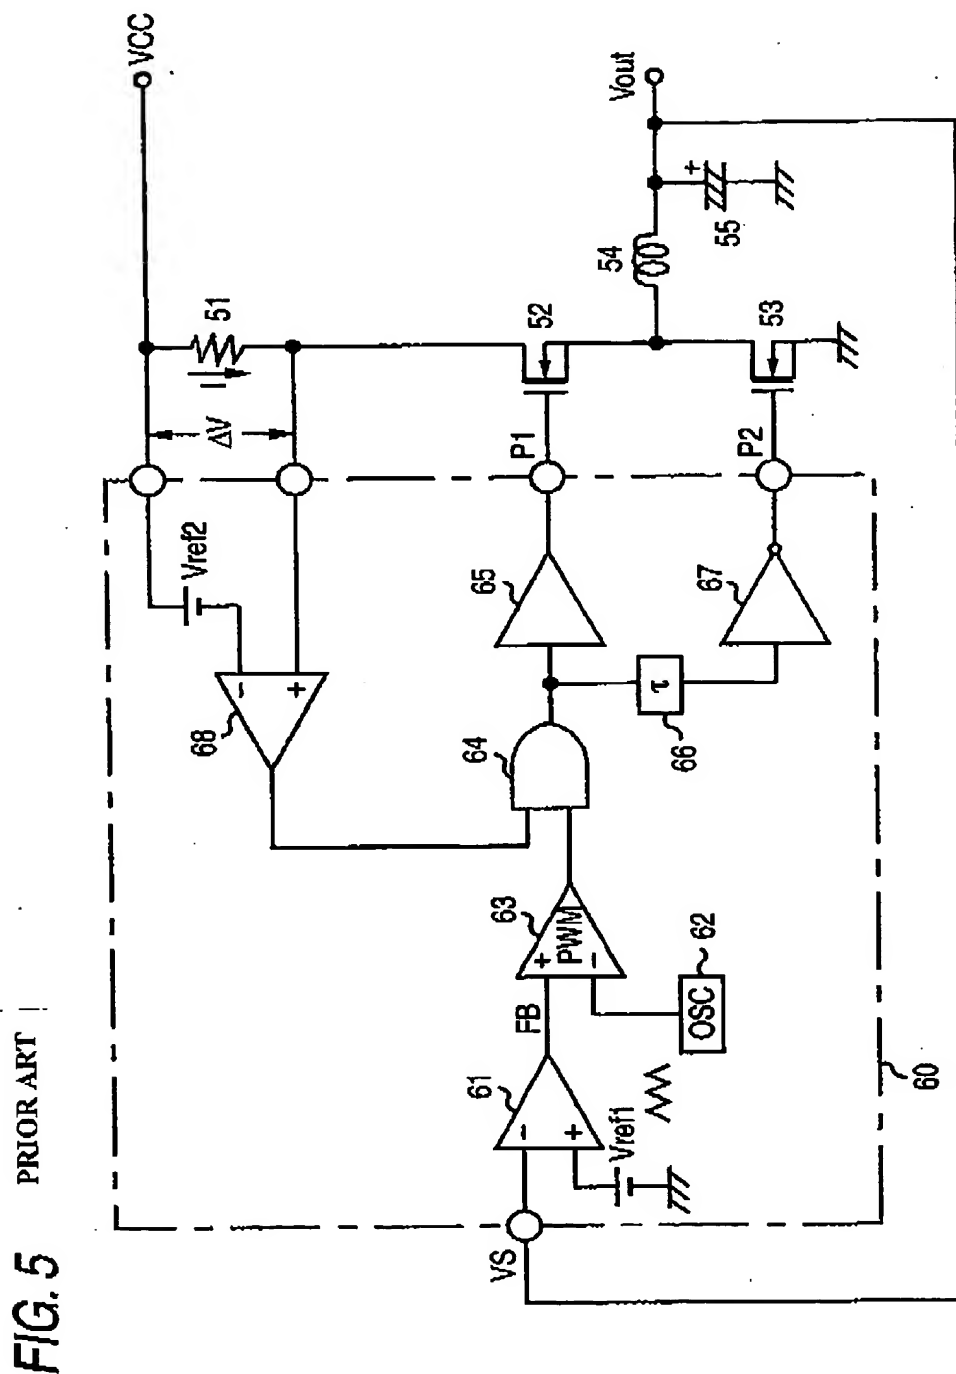 FIG. 5 PRIOR ART
VCC
51
I
ΔV
Vref2
68
+
-
52
P1
65
54
Vout
+
55
53
P2
67
64
τ
66
63
PWM
+
-
FB
OSC
62
61
-
+
Vref1
VS
60